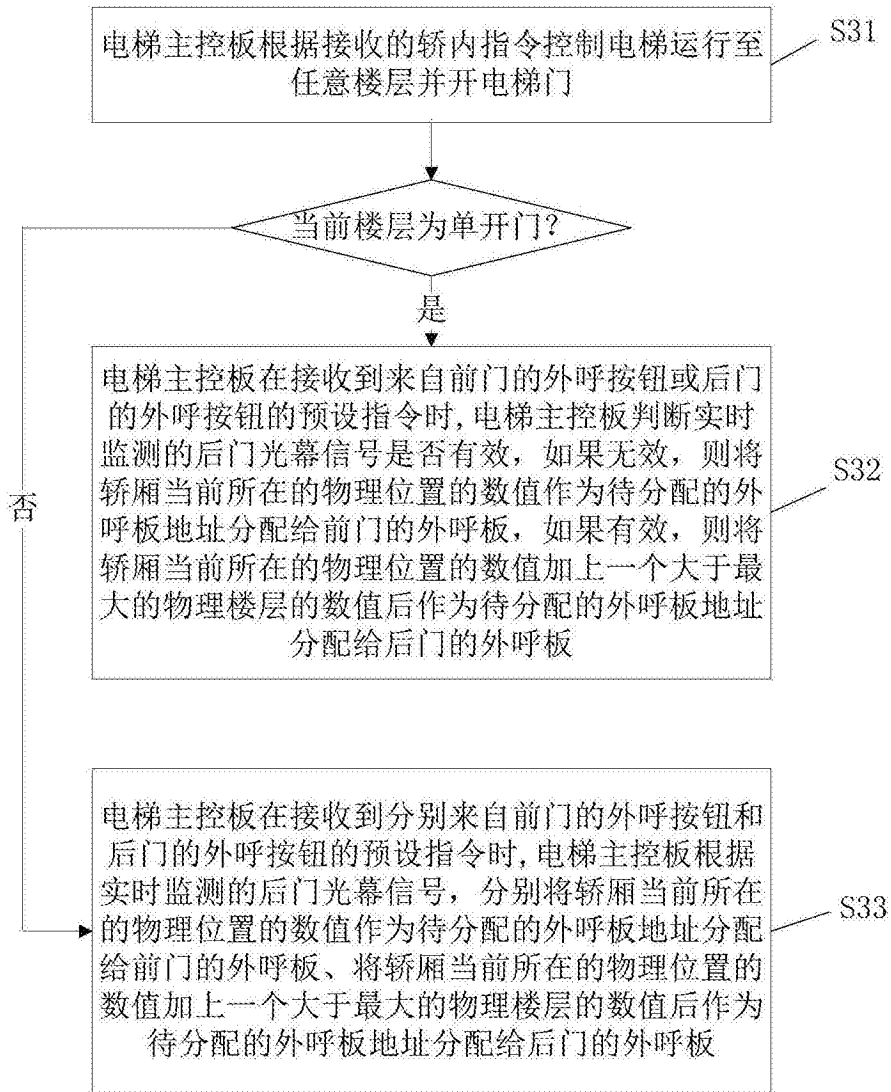 电梯主控板根据接收的轿内指令控制电梯运行至
任意楼层并开电梯门
S31
当前楼层为单开门?
是
否
电梯主控板在接收到来自前门的外呼按钮或后门
的外呼按钮的预设指令时,电梯主控板判断实时
监测的后门光幕信号是否有效，如果无效，则将
轿厢当前所在的物理位置的数值作为待分配的外
呼板地址分配给前门的外呼板，如果有效，则将
轿厢当前所在的物理位置的数值加上一个大于最
大的物理楼层的数值后作为待分配的外呼板地址
分配给后门的外呼板
S32
电梯主控板在接收到分别来自前门的外呼按钮和
后门的外呼按钮的预设指令时,电梯主控板根据
实时监测的后门光幕信号，分别将轿厢当前所在
的物理位置的数值作为待分配的外呼板地址分配
给前门的外呼板、将轿厢当前所在的物理位置的
数值加上一个大于最大的物理楼层的数值后作为
待分配的外呼板地址分配给后门的外呼板
S33